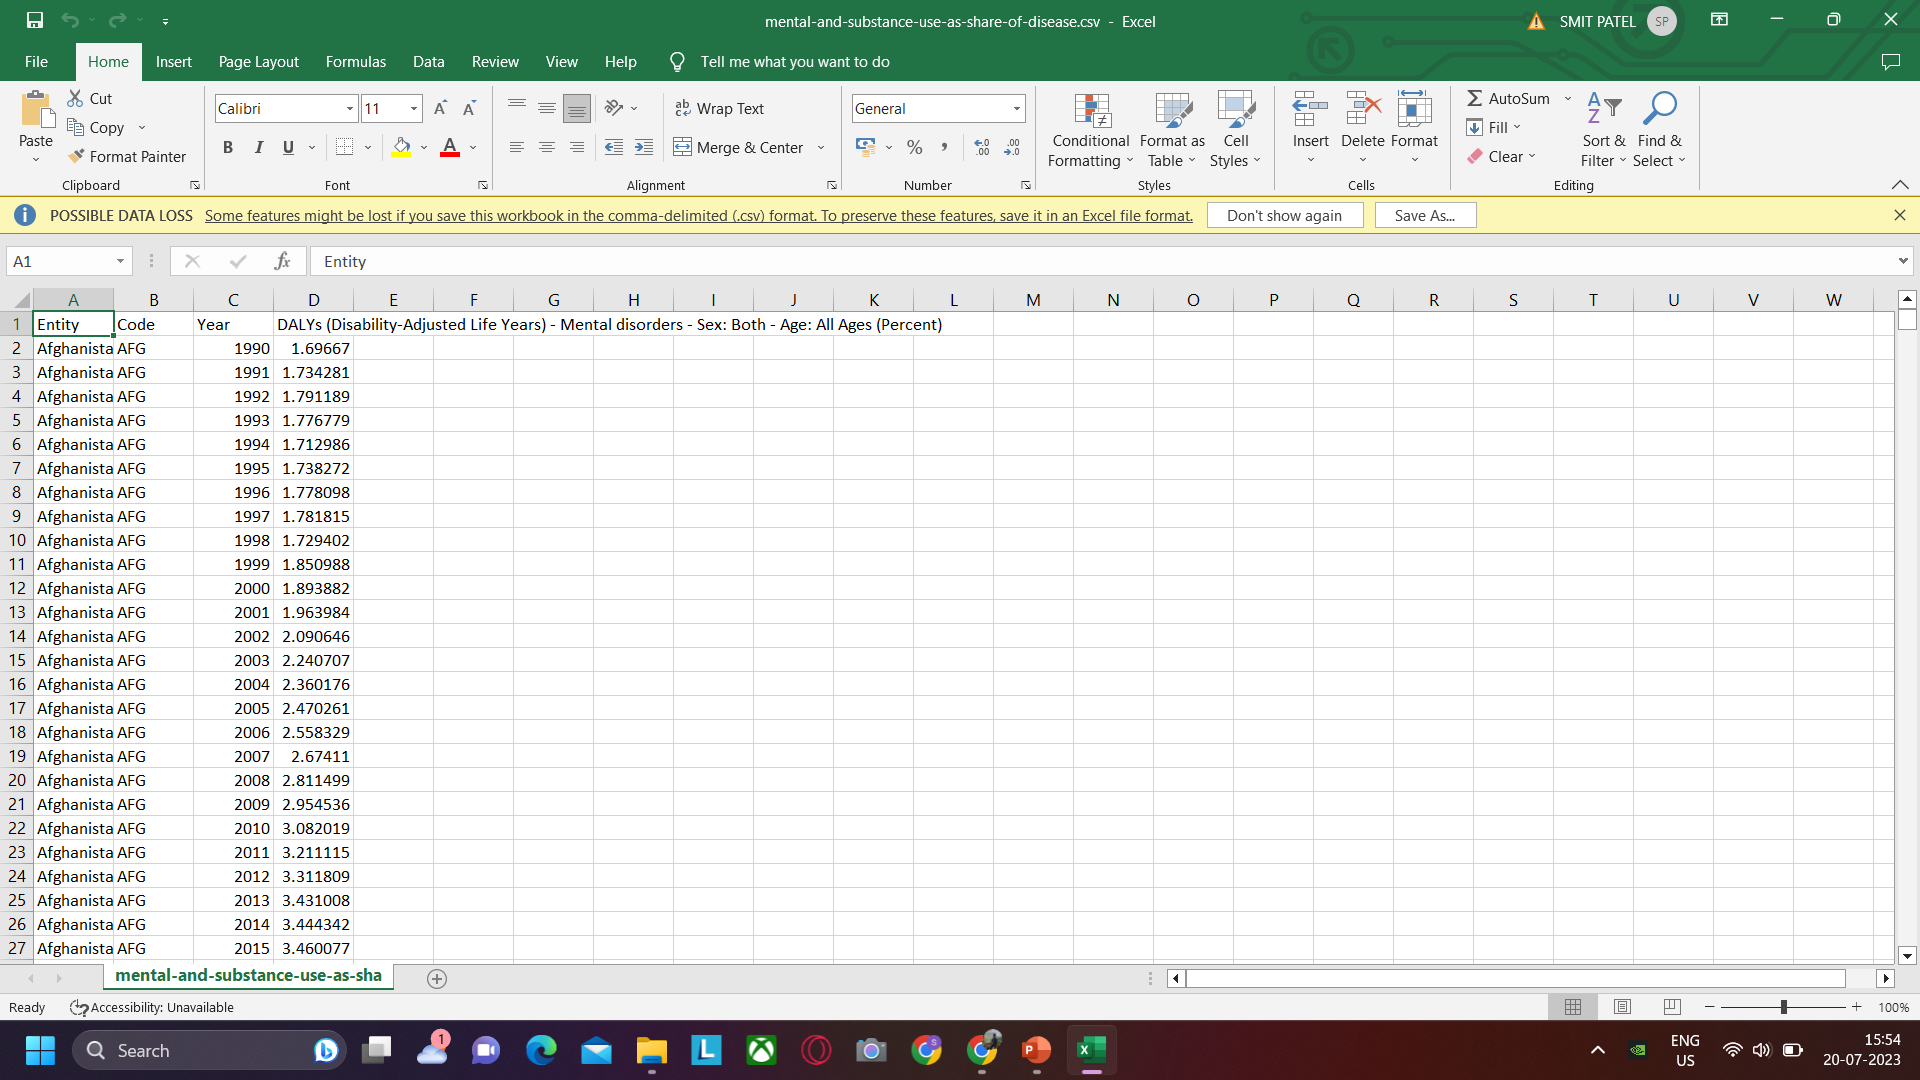 mental-and-substance-use-as-share-of-disease.csv - Excel
SMIT PATEL SP
File Home Insert Page Layout Formulas Data Review View Help Tell me what you want to do
Paste
Cut
Copy
Format Painter
Clipboard
Calibri 11
B I U
Font
Wrap Text
Merge & Center
Alignment
General
Number
Conditional Formatting
Format as Table
Cell Styles
Styles
Insert Delete Format
Cells
AutoSum
Fill
Clear
Sort & Filter
Find & Select
Editing
POSSIBLE DATA LOSS Some features might be lost if you save this workbook in the comma-delimited (.csv) format. To preserve these features, save it in an Excel file format. Don't show again Save As...
A1 fx Entity
A B C D E F G H I J K L M N O P Q R S T U V W
1 Entity Code Year DALYs (Disability-Adjusted Life Years) - Mental disorders - Sex: Both - Age: All Ages (Percent)
2 Afghanista AFG 1990 1.69667
3 Afghanista AFG 1991 1.734281
4 Afghanista AFG 1992 1.791189
5 Afghanista AFG 1993 1.776779
6 Afghanista AFG 1994 1.712986
7 Afghanista AFG 1995 1.738272
8 Afghanista AFG 1996 1.778098
9 Afghanista AFG 1997 1.781815
10 Afghanista AFG 1998 1.729402
11 Afghanista AFG 1999 1.850988
12 Afghanista AFG 2000 1.893882
13 Afghanista AFG 2001 1.963984
14 Afghanista AFG 2002 2.090646
15 Afghanista AFG 2003 2.240707
16 Afghanista AFG 2004 2.360176
17 Afghanista AFG 2005 2.470261
18 Afghanista AFG 2006 2.558329
19 Afghanista AFG 2007 2.67411
20 Afghanista AFG 2008 2.811499
21 Afghanista AFG 2009 2.954536
22 Afghanista AFG 2010 3.082019
23 Afghanista AFG 2011 3.211115
24 Afghanista AFG 2012 3.311809
25 Afghanista AFG 2013 3.431008
26 Afghanista AFG 2014 3.444342
27 Afghanista AFG 2015 3.460077
mental-and-substance-use-as-sha
Ready Accessibility: Unavailable 100%
Search 1 ENG US 15:54 20-07-2023